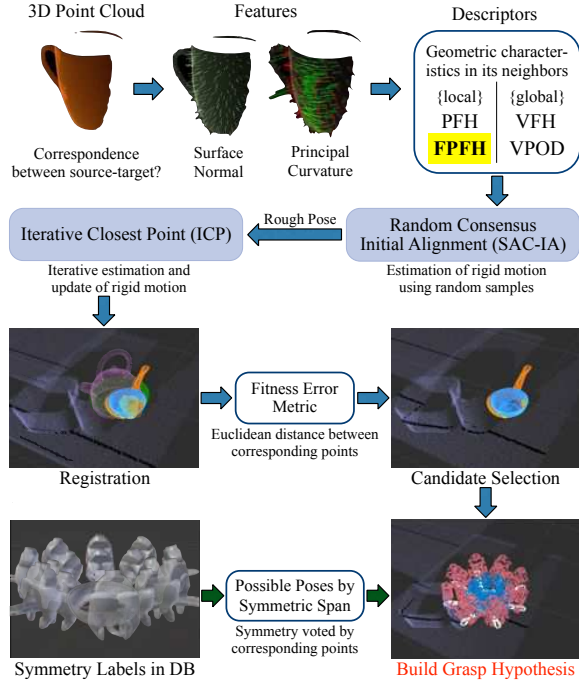 3D Point Cloud
Features
Descriptors
Geometric character-
istics in its neighbors
{local}
{global}
PFH
VFH
FPFH
VPOD
Correspondence
between source-target?
Surface
Normal
Principal
Curvature
Iterative Closest Point (ICP)
Rough Pose
Random Consensus
Initial Alignment (SAC-IA)
Iterative estimation and
update of rigid motion
Estimation of rigid motion
using random samples
Fitness Error
Metric
Euclidean distance between
corresponding points
Registration
Candidate Selection
Possible Poses by
Symmetric Span
Symmetry voted by
corresponding points
Symmetry Labels in DB
Build Grasp Hypothesis